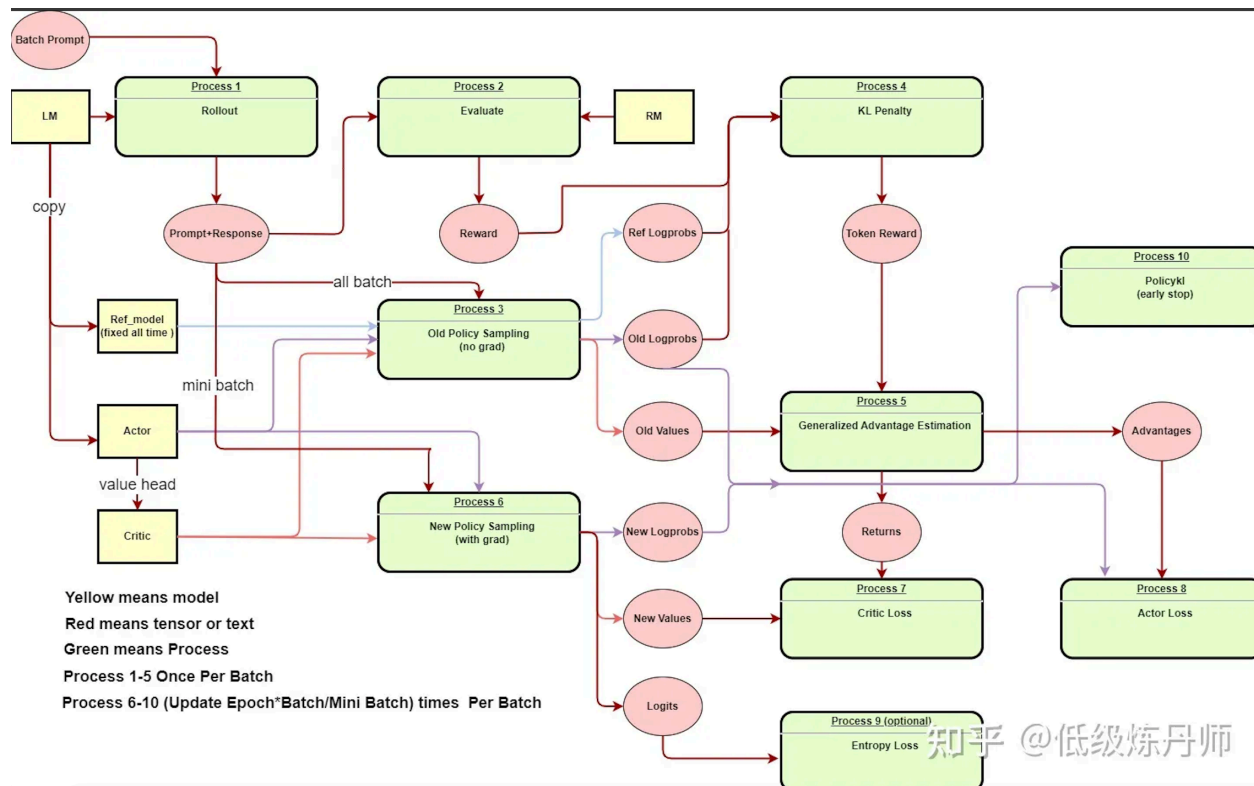 Batch Prompt
Process 1
Rollout
Process 2
Evaluate
Process 4
KL Penalty
LM
RM
copy
Prompt+Response
Reward
Ref Logprobs
Token Reward
Process 10
Policykl
(early stop)
all batch
Ref_model
(fixed all time )
Process 3
Old Policy Sampling
(no grad)
Old Logprobs
mini batch
Actor
Old Values
Process 5
Generalized Advantage Estimation
Advantages
value head
Critic
Process 6
New Policy Sampling
(with grad)
New Logprobs
Returns
Process 7
Critic Loss
Process 8
Actor Loss
New Values
Yellow means model
Red means tensor or text
Green means Process
Process 1-5 Once Per Batch
Process 6-10 (Update Epoch*Batch/Mini Batch) times  Per Batch
Logits
Process 9 (optional)
Entropy Loss
知乎 @低级炼丹师